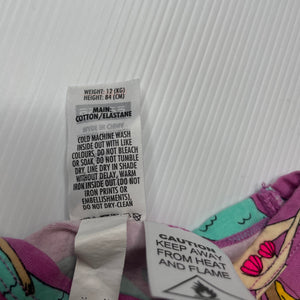 WEIGHT: 12 (KG)
HEIGHT: 84 (CM)
MAIN:
COTTON/ELASTANE
MADE IN CHINA
COLD MACHINE WASH
INSIDE OUT WITH LIKE
COLOURS, DO NOT BLEACH
OR SOAK, DO NOT TUMBLE
DRY, LINE DRY IN SHADE
WITHOUT DELAY, WARM
IRON INSIDE OUT (DO NOT
IRON PRINTS OR
EMBELLISHMENTS),
DO NOT DRY-CLEAN
CAUTION
KEEP AWAY
FROM HEAT
AND FLAME